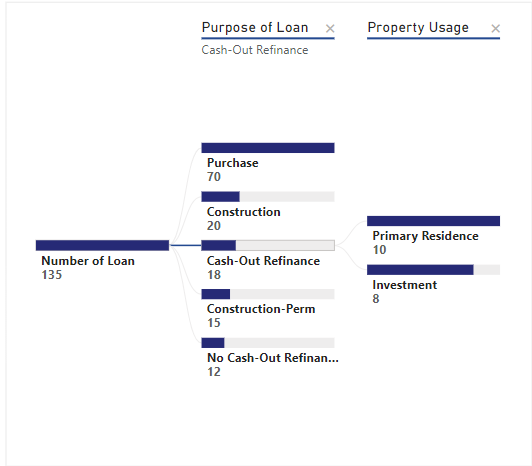 Purpose of Loan ×
Property Usage ×
Cash-Out Refinance
Purchase
70
Construction
20
Number of Loan
135
Cash-Out Refinance
18
Construction-Perm
15
No Cash-Out Refinan...
12
Primary Residence
10
Investment
8